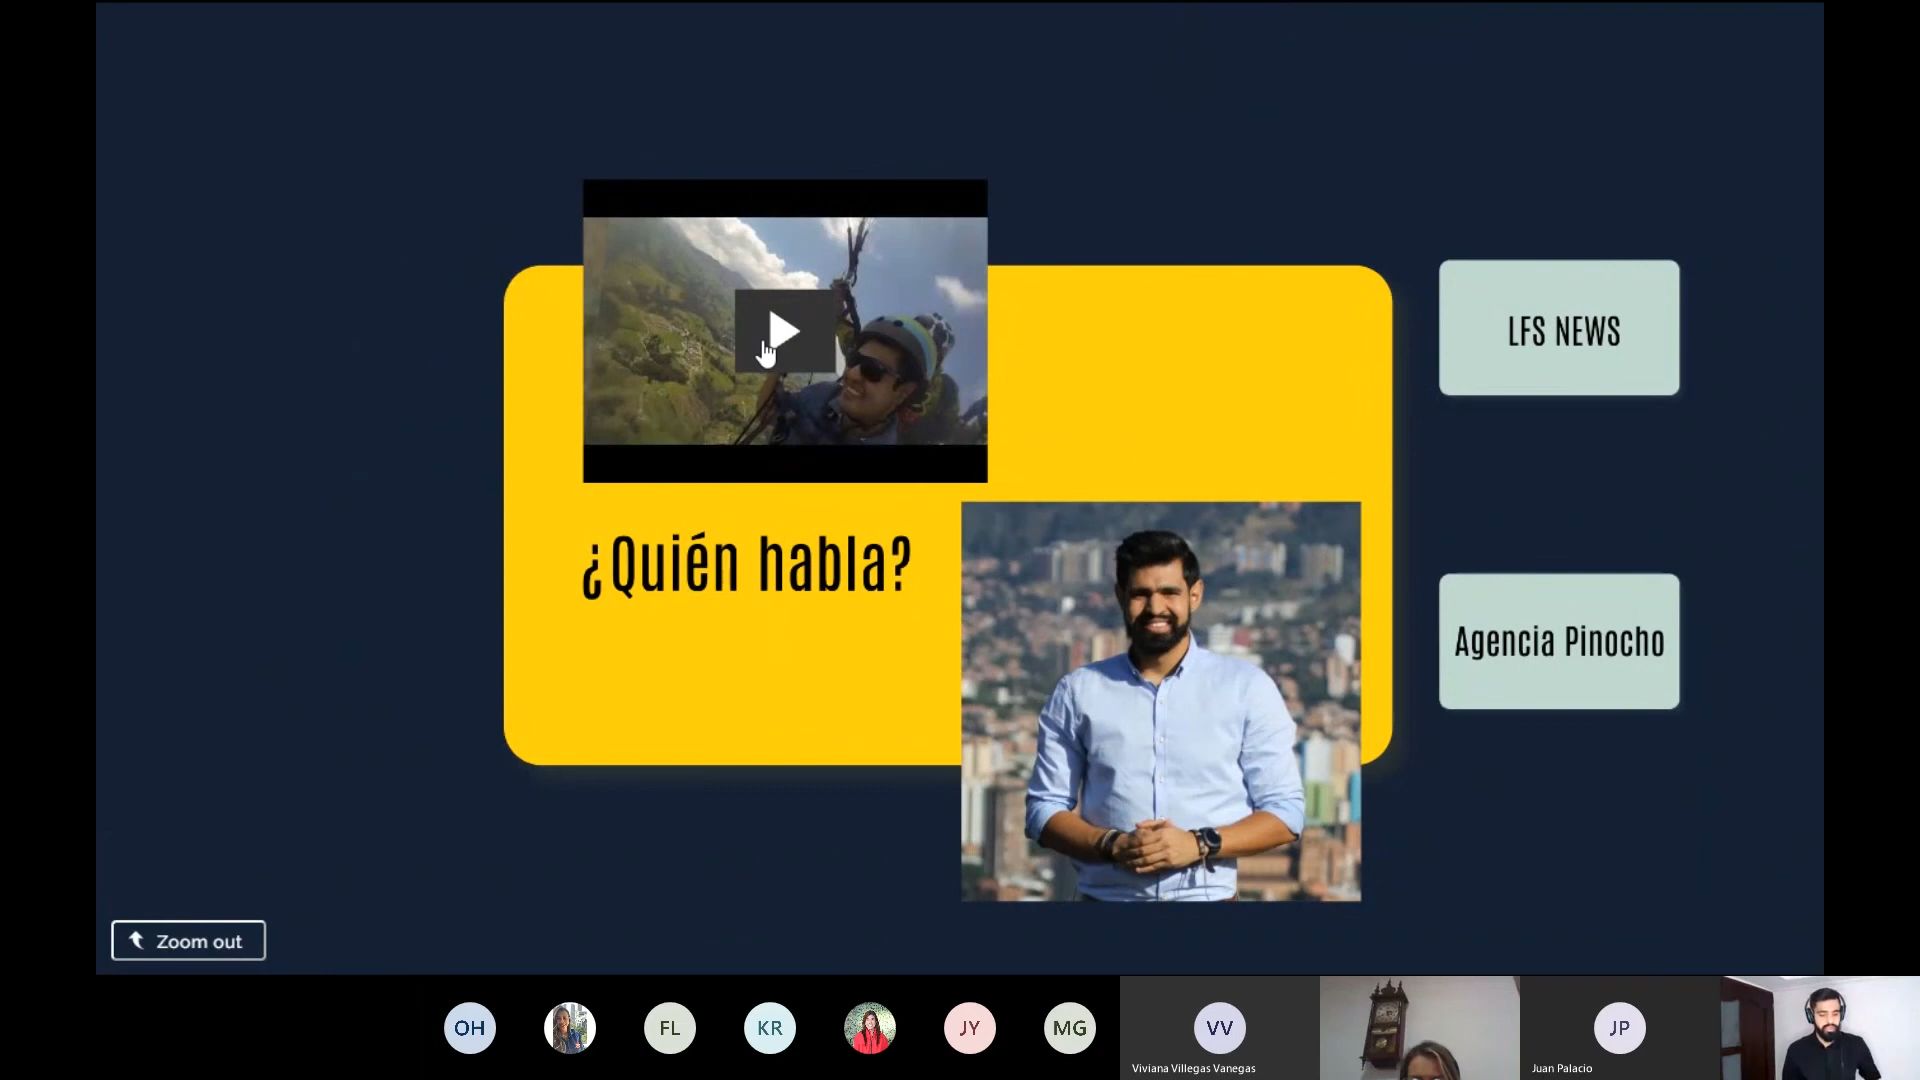 LFS NEWS
¿Quién habla?
Agencia Pinocho
Zoom out
OH
FL
KR
JY
MG
VV
JP
Viviana Villegas Vanegas
Juan Palacio